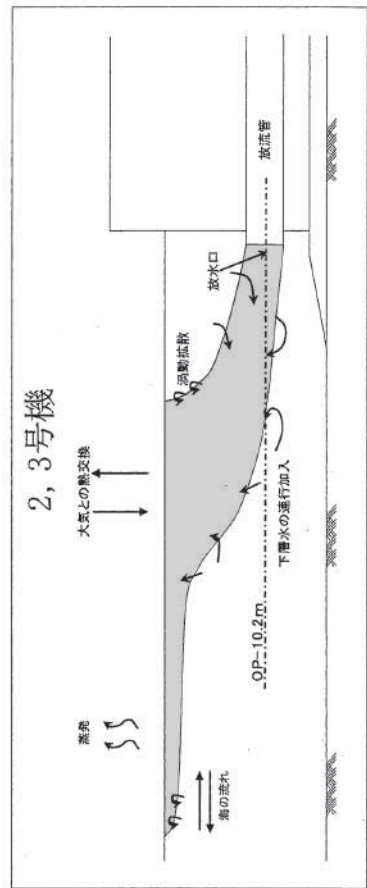 2, 3号機
蒸発
大気との熱交換
渦動拡散
放水口
放流管
海の流れ
下層水の連行加入
OP-10.2m